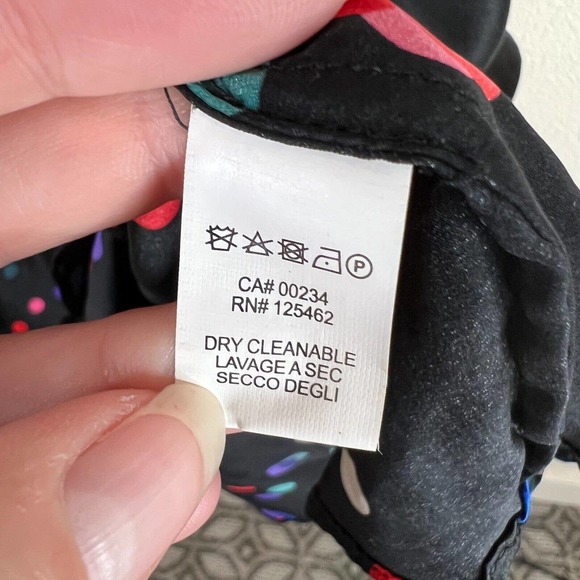 P
CA# 00234
RN# 125462
DRY CLEANABLE
LAVAGE A SEC
SECCO DEGLI